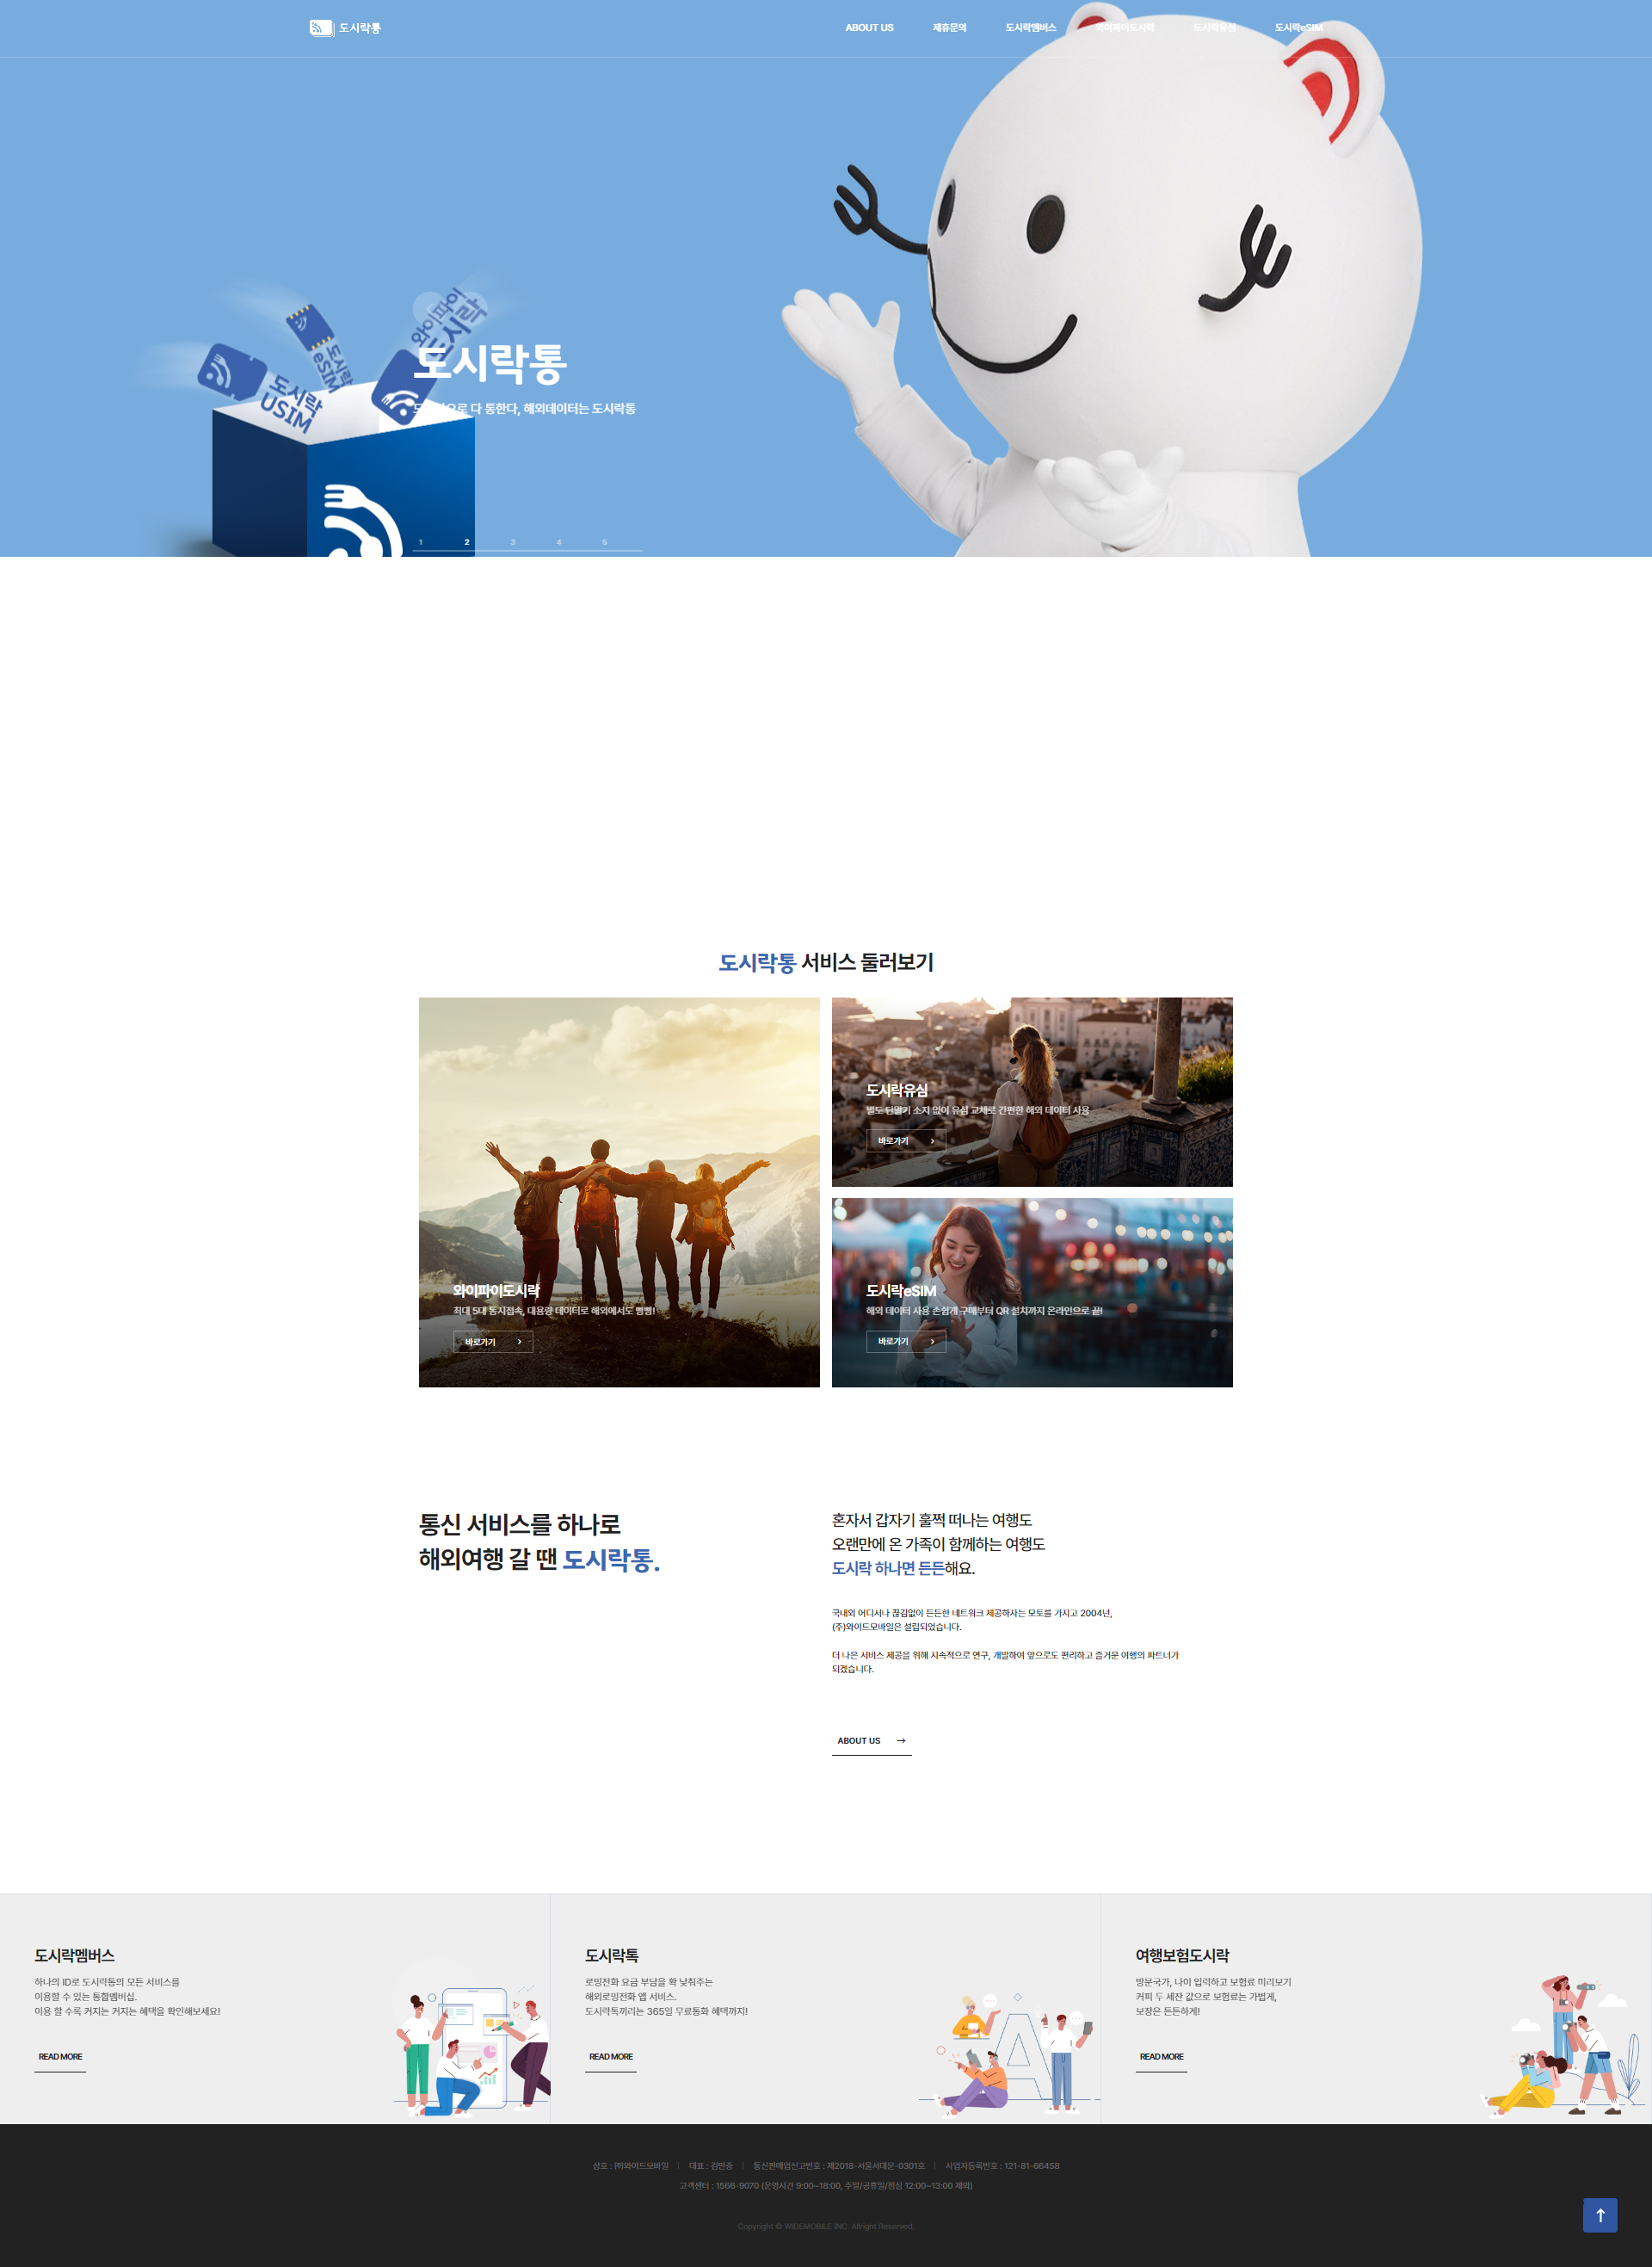 도시락통
ABOUT US
제휴문의
도시락멤버스
와이파이도시락
도시락유심
도시락eSIM
도시락 USIM
도시락 eSIM
와이파이 도시락
도시락통
로 다 통한다, 해외데이터는 도시락통
1 2 3 4 5
도시락통 서비스 둘러보기
와이파이도시락
최대 5대 동시접속, 대용량 데이터로 해외에서도 빵빵!
바로가기
도시락유심
별도 단말기 소지 없이 유심 교체로 간편한 해외 데이터 사용
바로가기
도시락eSIM
해외 데이터 사용 손쉽게 구매부터 QR 설치까지 온라인으로 끝!
바로가기
통신 서비스를 하나로
해외여행 갈 땐 도시락통.
혼자서 갑자기 훌쩍 떠나는 여행도
오랜만에 온 가족이 함께하는 여행도
도시락 하나면 든든해요.
국내외 어디서나 끊김없이 든든한 네트워크 제공하자는 모토를 가지고 2004년,
(주)와이드모바일은 설립되었습니다.
더 나은 서비스 제공을 위해 지속적으로 연구, 개발하여 앞으로도 편리하고 즐거운 여행의 파트너가
되겠습니다.
ABOUT US →
도시락멤버스
하나의 ID로 도시락통의 모든 서비스를
이용할 수 있는 통합멤버십.
이용 할 수록 커지는 커지는 혜택을 확인해보세요!
READ MORE
도시락톡
로밍전화 요금 부담을 확 낮춰주는
해외로밍전화 앱 서비스.
도시락톡끼리는 365일 무료통화 혜택까지!
READ MORE
여행보험도시락
방문국가, 나이 입력하고 보험료 미리보기
커피 두 세잔 값으로 보험료는 가볍게,
보장은 든든하게!
READ MORE
상호 : ㈜와이드모바일 | 대표 : 김만중 | 통신판매업신고번호 : 제2018-서울서대문-0301호 | 사업자등록번호 : 121-81-66458
고객센터 : 1566-9070 (운영시간 9:00~18:00, 주말/공휴일/점심 12:00~13:00 제외)
Copyright © WIDEMOBILE INC. Allright Reserved.